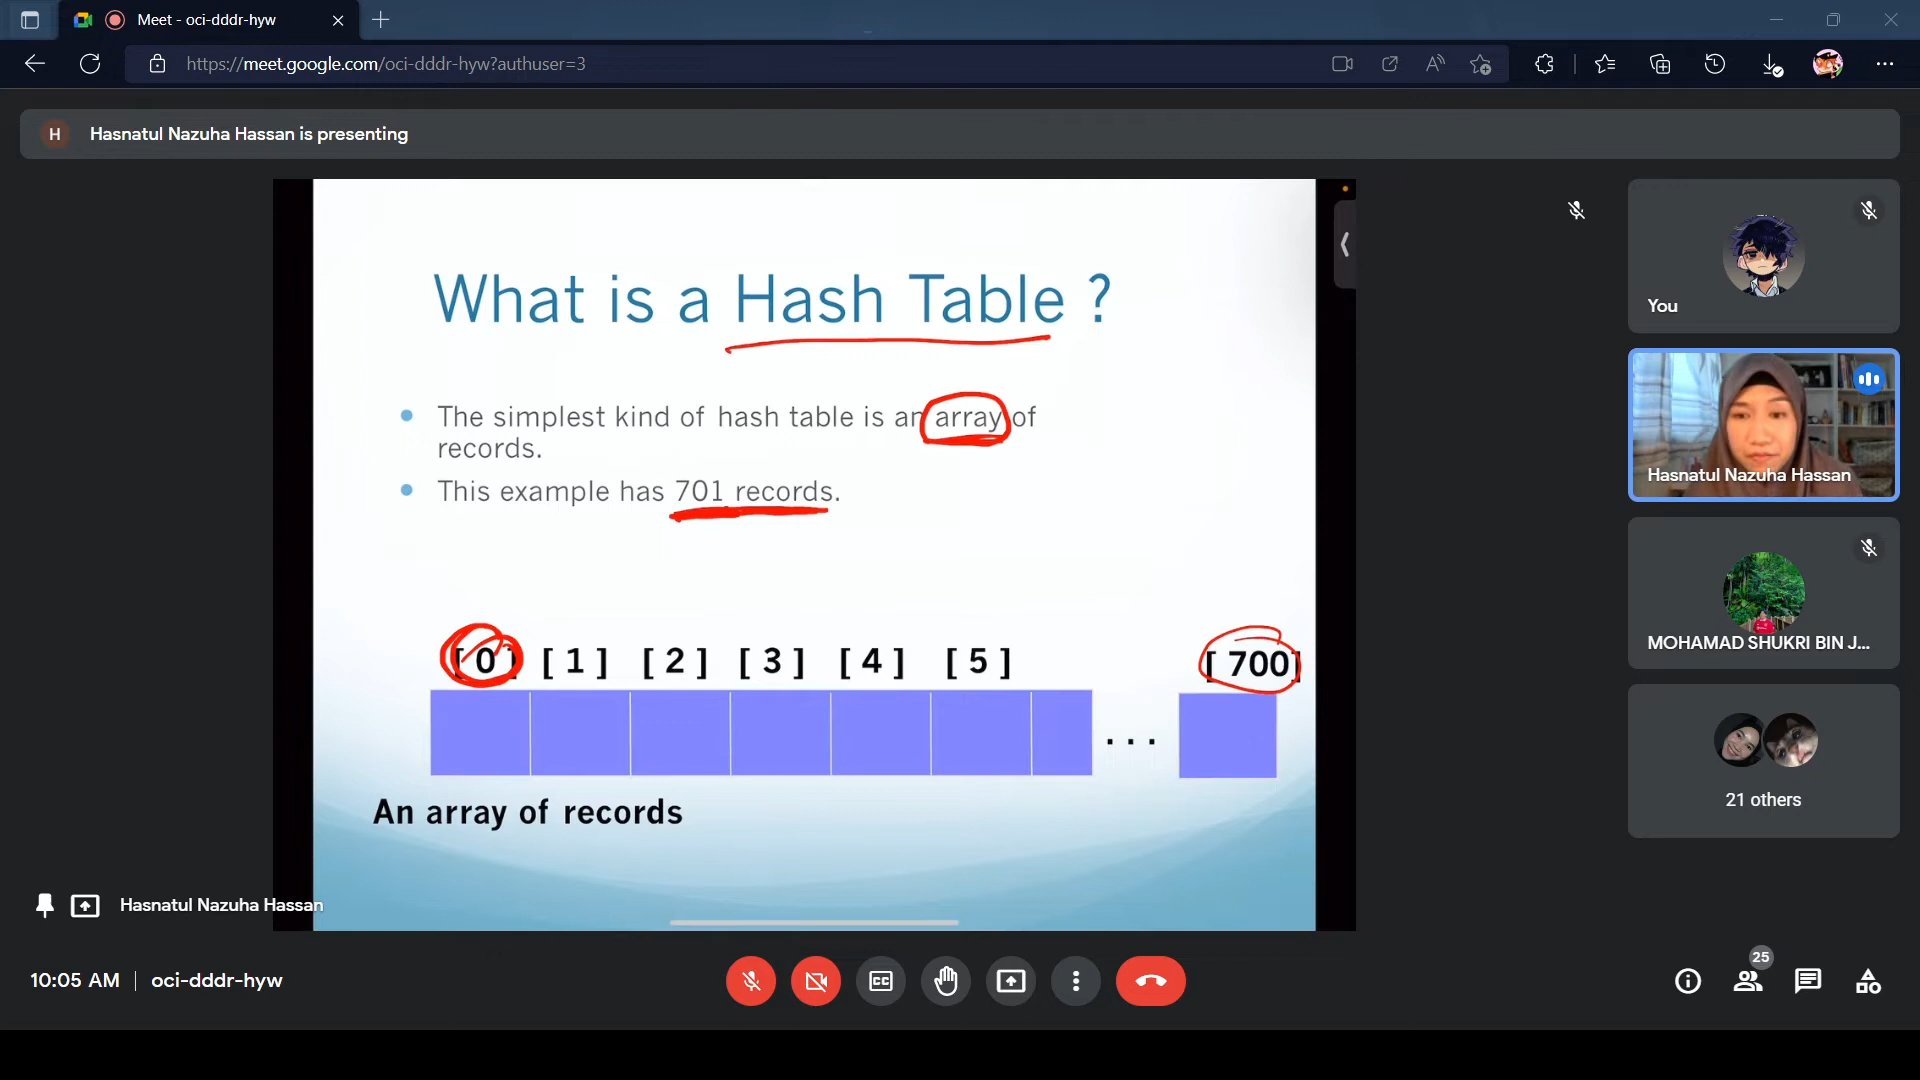 Meet - oci-dddr-hyw
https://meet.google.com/oci-dddr-hyw?authuser=3
H Hasnatul Nazuha Hassan is presenting
What is a Hash Table ?
The simplest kind of hash table is an array of
records.
This example has 701 records.
[ 0 ] [ 1 ] [ 2 ] [ 3 ] [ 4 ] [ 5 ] [ 700]
. . .
An array of records
You
Hasnatul Nazuha Hassan
MOHAMAD SHUKRI BIN J...
21 others
Hasnatul Nazuha Hassan
10:05 AM | oci-dddr-hyw
CC
25